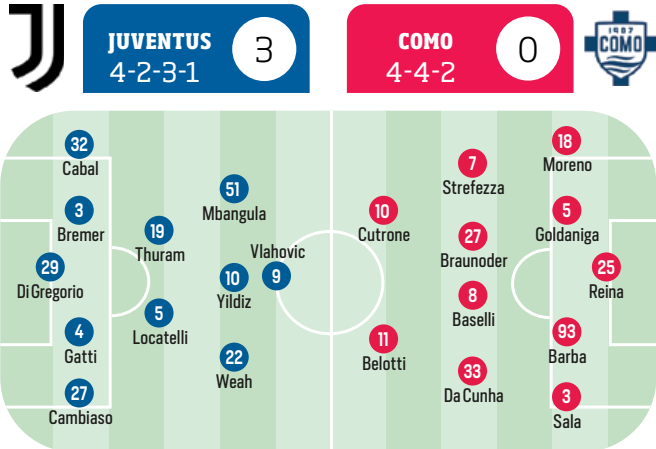 JUVENTUS
4-2-3-1
3
COMO
4-4-2
0
1907
COMO
32
Cabal
3
Bremer
29
DiGregorio
4
Gatti
27
Cambiaso
19
Thuram
5
Locatelli
51
Mbangula
10
Yildiz
22
Weah
Vlahovic
9
10
Cutrone
11
Belotti
7
Strefezza
27
Braunoder
8
Baselli
33
Da Cunha
18
Moreno
5
Goldaniga
25
Reina
93
Barba
3
Sala